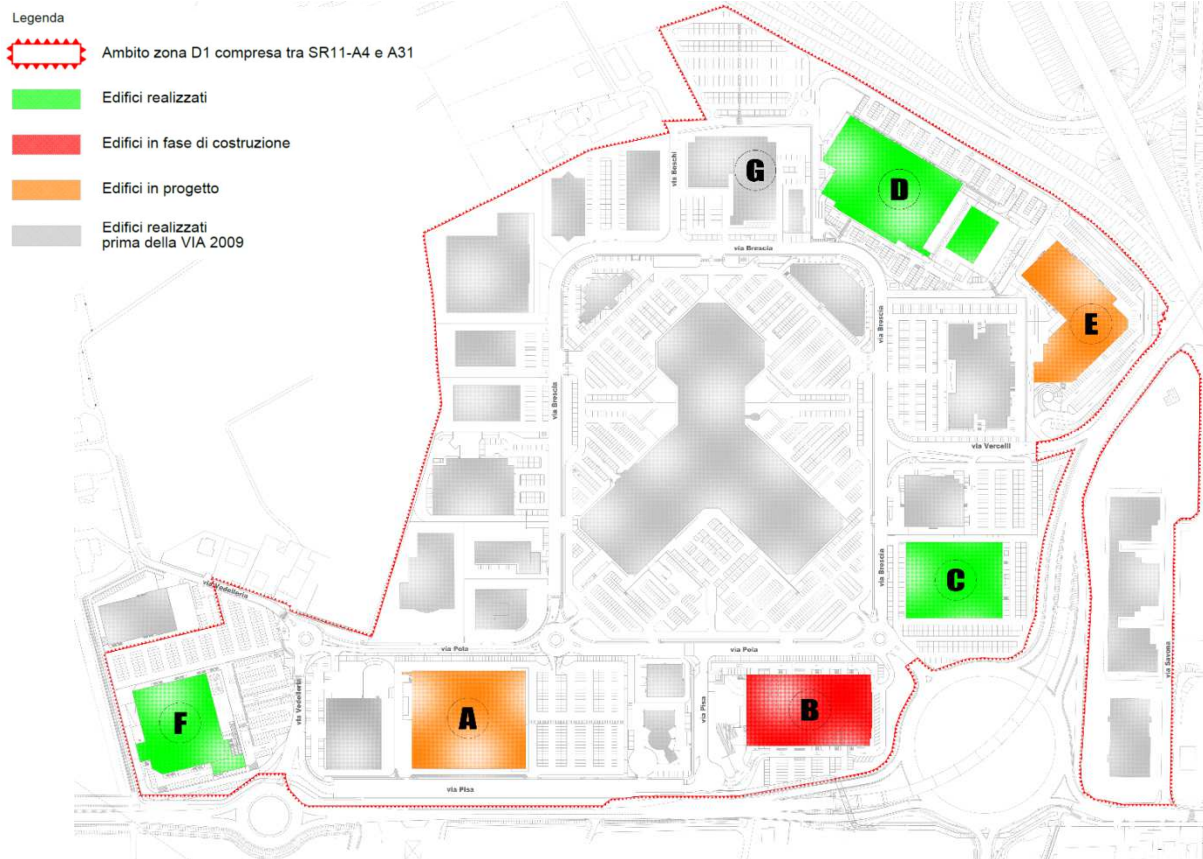 Legenda
Ambito zona D1 compresa tra SR11-A4 e A31
Edifici realizzati
Edifici in fase di costruzione
Edifici in progetto
Edifici realizzati
prima della VIA 2009
via Beschi
G
D
via Brescia
E
via Brescia
via Brescia
via Vercelli
via Brescia
C
via Vedelleria
via Pola
via Pola
via Savona
F
via Vedelleria
A
via Pisa
B
via Pisa